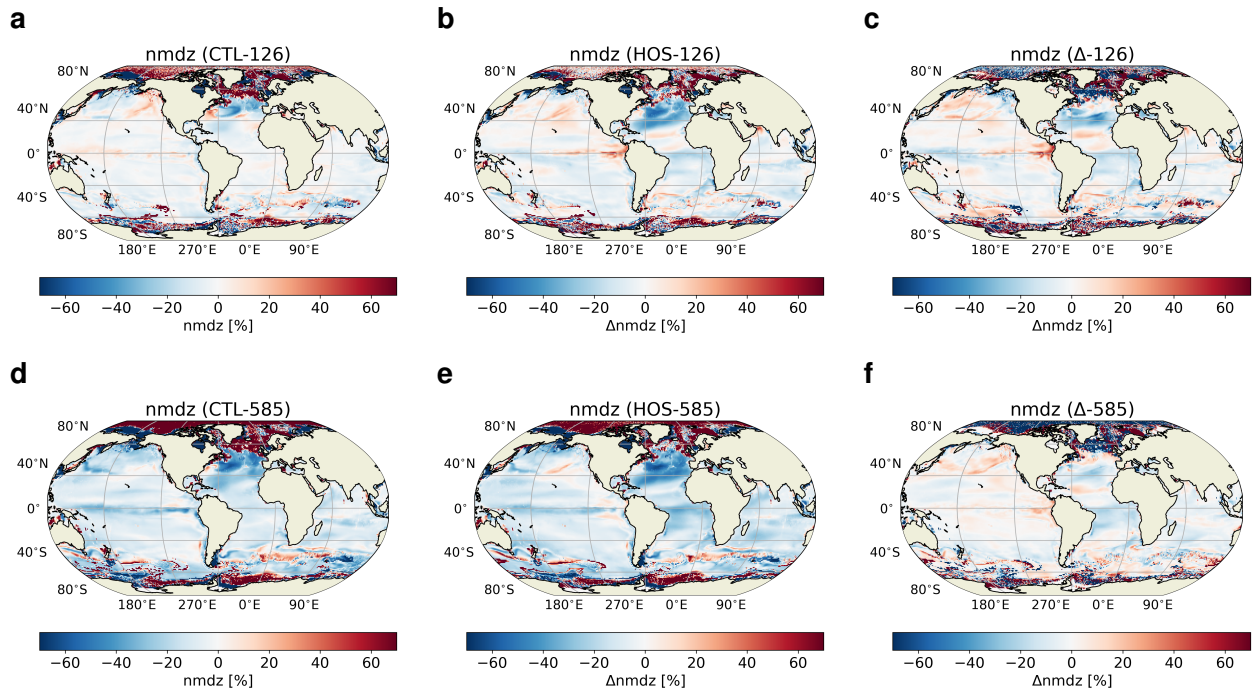 a b c
nmdz (CTL-126) nmdz (HOS-126) nmdz (Δ-126)
80°N 80°N 80°N
40°N 40°N 40°N
0° 0° 0°
40°S 40°S 40°S
80°S 80°S 80°S
180°E 270°E 0°E 90°E 180°E 270°E 0°E 90°E 180°E 270°E 0°E 90°E
−60 −40 −20 0 20 40 60 −60 −40 −20 0 20 40 60 −60 −40 −20 0 20 40 60
nmdz [%] Δnmdz [%] Δnmdz [%]
d e f
nmdz (CTL-585) nmdz (HOS-585) nmdz (Δ-585)
80°N 80°N 80°N
40°N 40°N 40°N
0° 0° 0°
40°S 40°S 40°S
80°S 80°S 80°S
180°E 270°E 0°E 90°E 180°E 270°E 0°E 90°E 180°E 270°E 0°E 90°E
−60 −40 −20 0 20 40 60 −60 −40 −20 0 20 40 60 −60 −40 −20 0 20 40 60
nmdz [%] Δnmdz [%] Δnmdz [%]